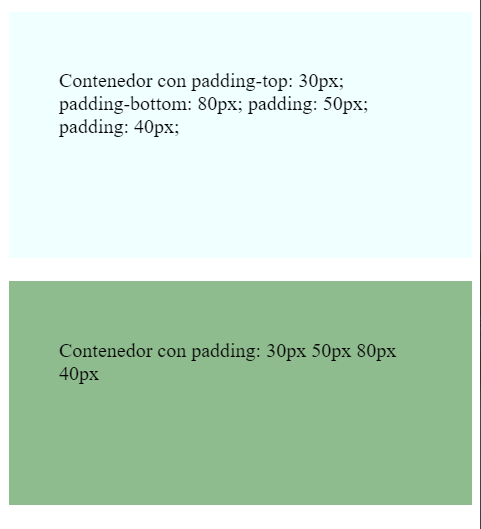 Contenedor con padding-top: 30px;
padding-bottom: 80px; padding: 50px;
padding: 40px;
Contenedor con padding: 30px 50px 80px
40px